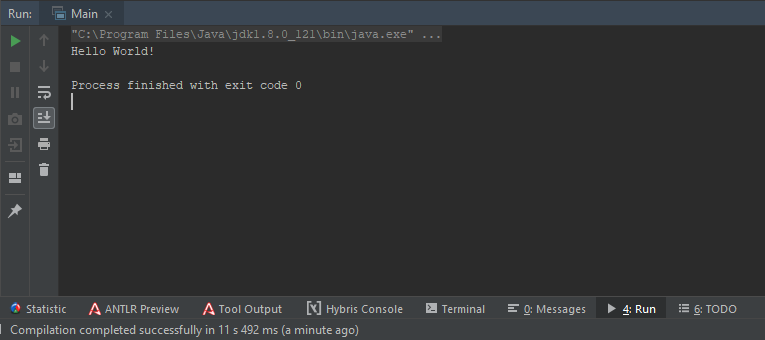 Run: Main
"C:\Program Files\Java\jdk1.8.0_121\bin\java.exe" ...
Hello World!
Process finished with exit code 0
Statistic ANTLR Preview Tool Output Hybris Console Terminal 0: Messages 4: Run 6: TODO
Compilation completed successfully in 11 s 492 ms (a minute ago)